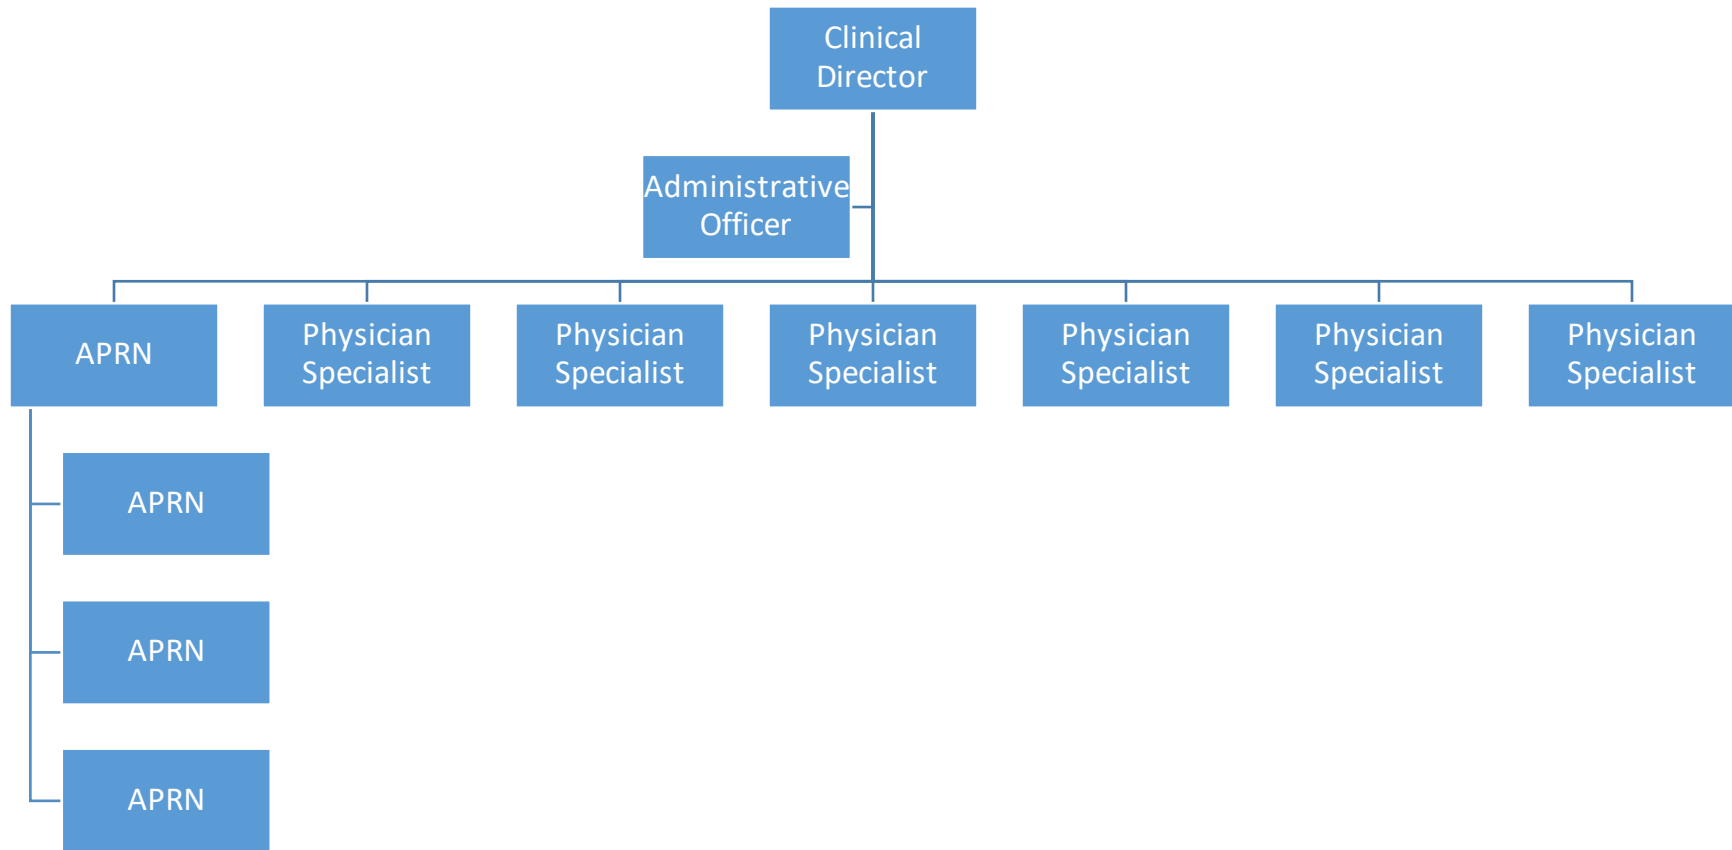 Clinical
Director
Administrative
Officer
APRN
Physician
Specialist
Physician
Specialist
Physician
Specialist
Physician
Specialist
Physician
Specialist
Physician
Specialist
APRN
APRN
APRN